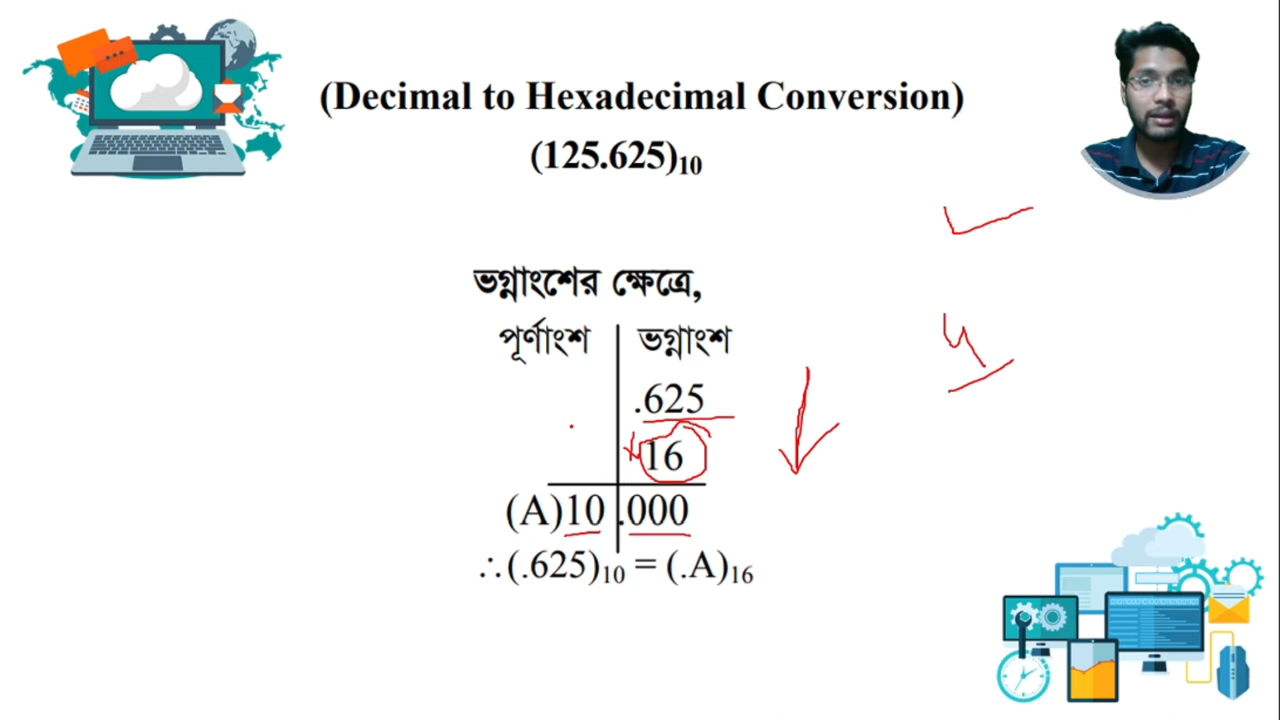 (Decimal to Hexadecimal Conversion)
(125.625)₁₀
ভগ্নাংশের ক্ষেত্রে,
পূর্ণাংশ ভগ্নাংশ
.625
16
(A)10 .000
∴(.625)₁₀ = (.A)₁₆